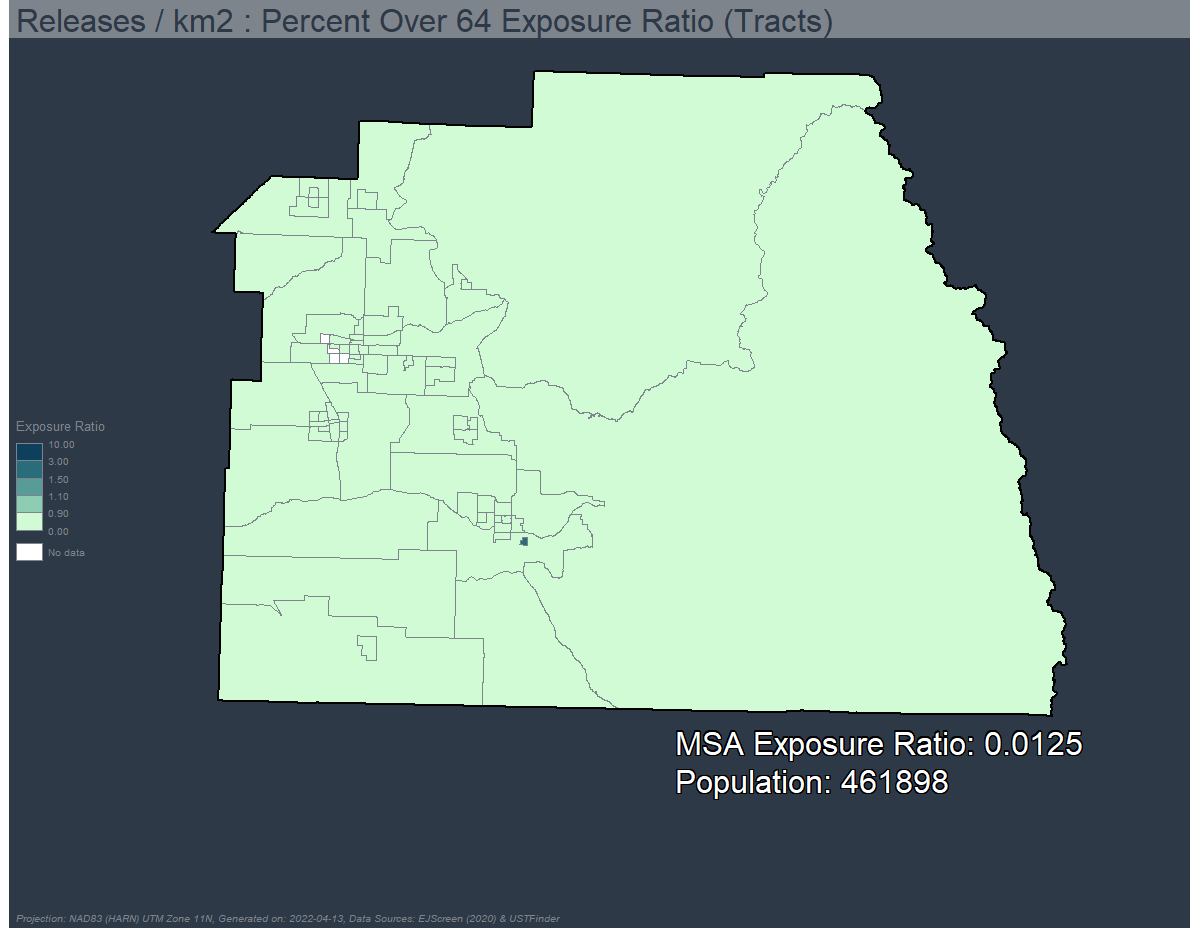 Releases / km2 : Percent Over 64 Exposure Ratio (Tracts)
Exposure Ratio
10.00
3.00
1.50
1.10
0.90
0.00
No data
MSA Exposure Ratio: 0.0125
Population: 461898
Projection: NAD83 (HARN) UTM Zone 11N, Generated on: 2022-04-13, Data Sources: EJScreen (2020) & USTFinder